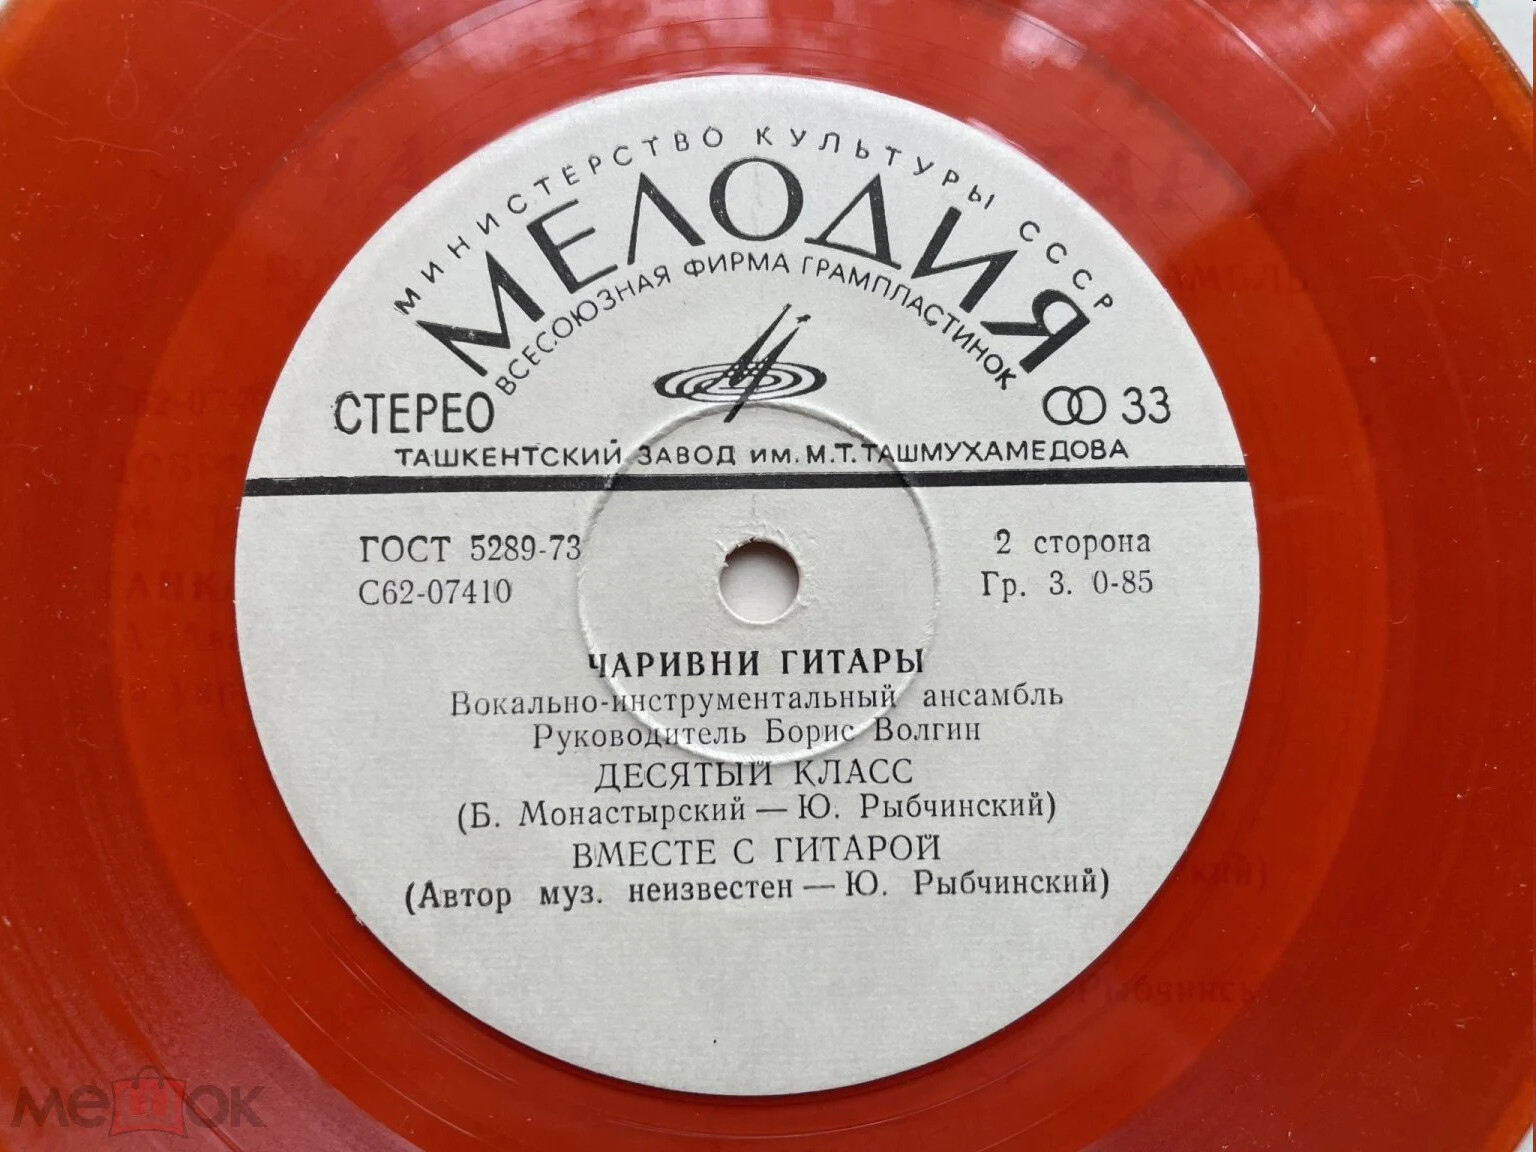 МИНИСТЕРСТВО КУЛЬТУРЫ СССР
МЕЛОДИЯ
ВСЕСОЮЗНАЯ ФИРМА ГРАМПЛАСТИНОК
СТЕРЕО 33
ТАШКЕНТСКИЙ ЗАВОД ИМ. М.Т. ТАШМУХАМЕДОВА
ГОСТ 5289-73 2 сторона
С62-07410 Гр. 3. 0-85
ЧАРИВНИ ГИТАРЫ
Вокально-инструментальный ансамбль
Руководитель Борис Волгин
ДЕСЯТЫЙ КЛАСС
(Б. Монастырский — Ю. Рыбчинский)
ВМЕСТЕ С ГИТАРОЙ
(Автор муз. неизвестен — Ю. Рыбчинский)
мешок